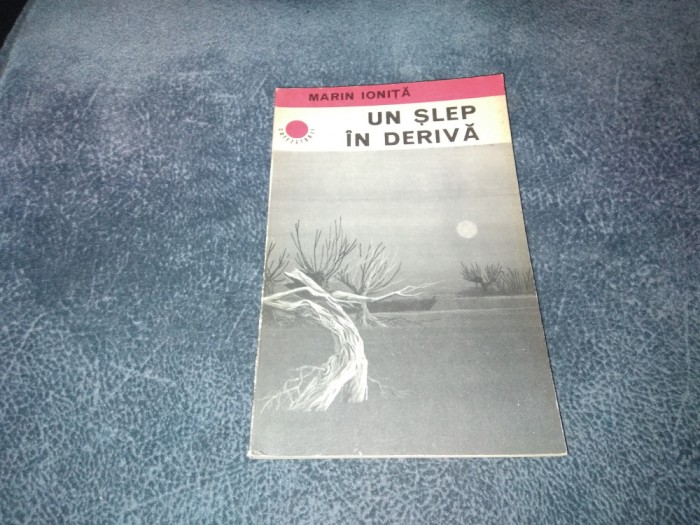 MARIN IONIȚĂ
UN ȘLEP
ÎN DERIVĂ